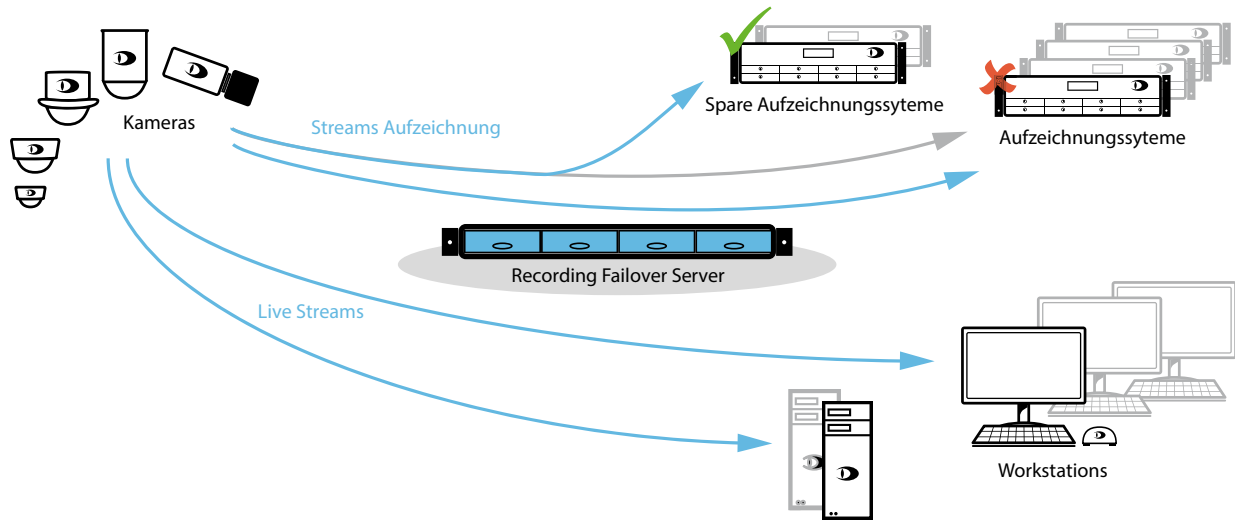 Spare Aufzeichnungssyteme
Kameras
Streams Aufzeichnung
Aufzeichnungssyteme
Recording Failover Server
Live Streams
Workstations